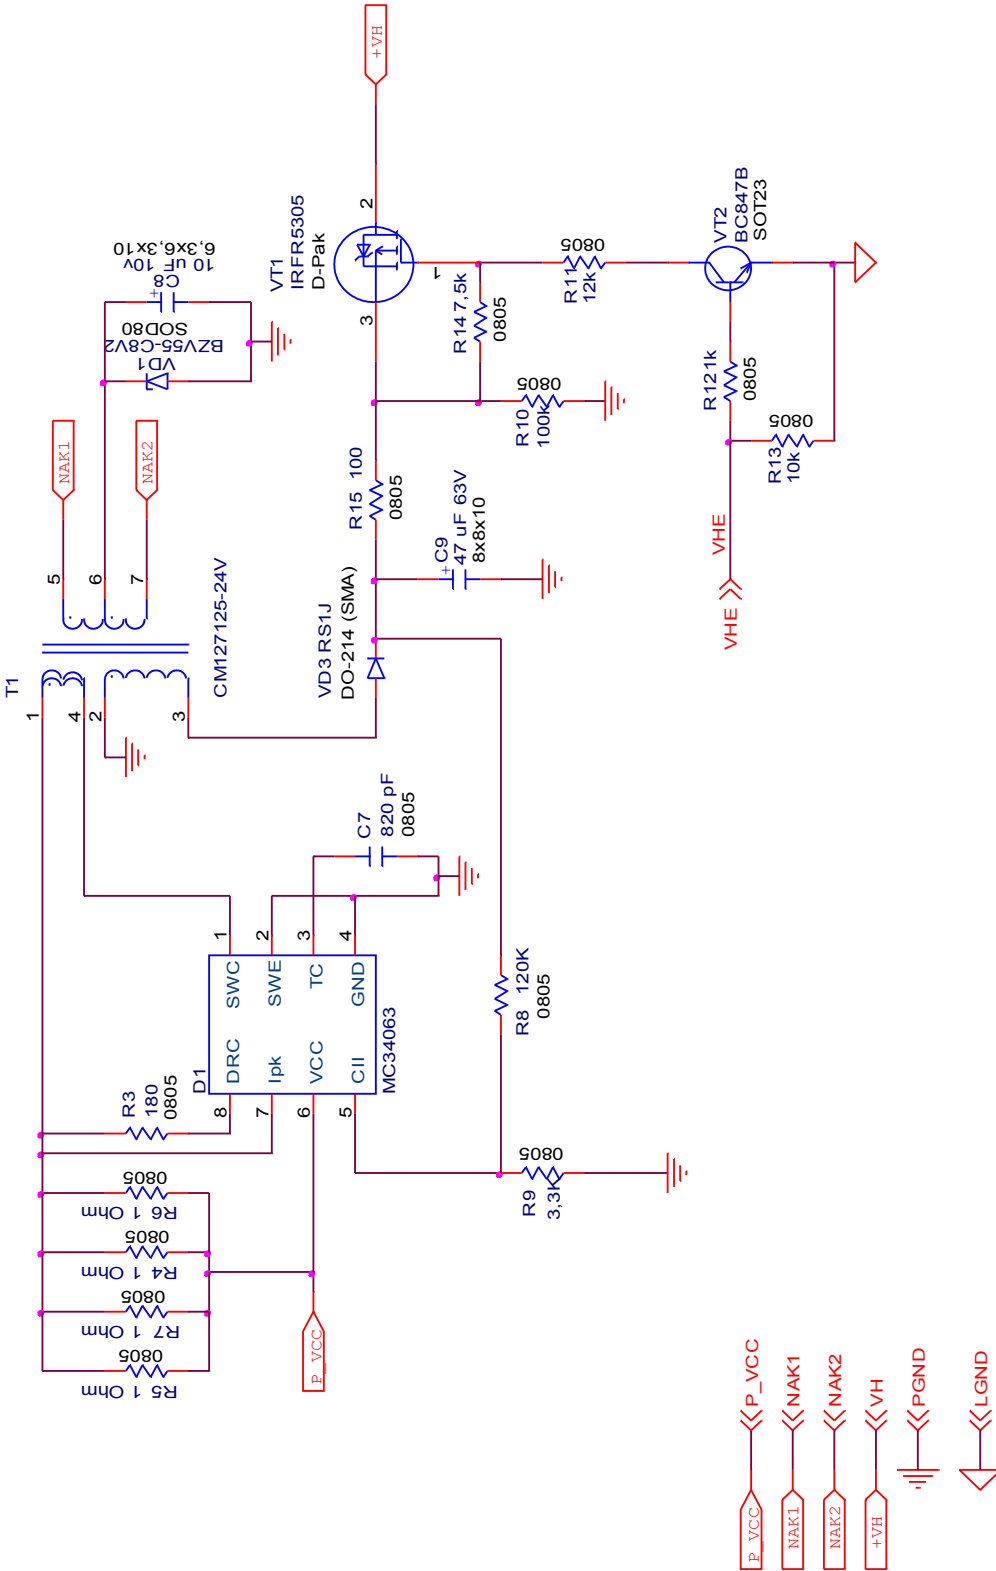 +VH
VT1
IRFR5305
D-Pak
2
3
1
C8
10 uF 10v
6,3x6,3x10
+
VD1
BZV55-C8V2
SOD80
R14 7,5k
0805
R11
12k
0805
VT2
BC847B
SOT23
R10
100k
0805
R12 1k
0805
R13
10k
0805
VHE
VHE
NAK1
NAK2
5
6
7
R15 100
0805
+C9
47 uF 63V
8x8x10
T1
CM127125-24V
1
4
2
3
VD3 RS1J
DO-214 (SMA)
C7
820 pF
0805
D1
MC34063
1
2
3
4
SWC
SWE
TC
GND
DRC
Ipk
VCC
CII
8
7
6
5
R3
180
0805
R8 120K
0805
R9
3,3K
0805
R6 1 Ohm
0805
R4 1 Ohm
0805
R7 1 Ohm
0805
R5 1 Ohm
0805
P_VCC
P_VCC
P_VCC
NAK1
NAK1
NAK2
NAK2
+VH
VH
PGND
LGND